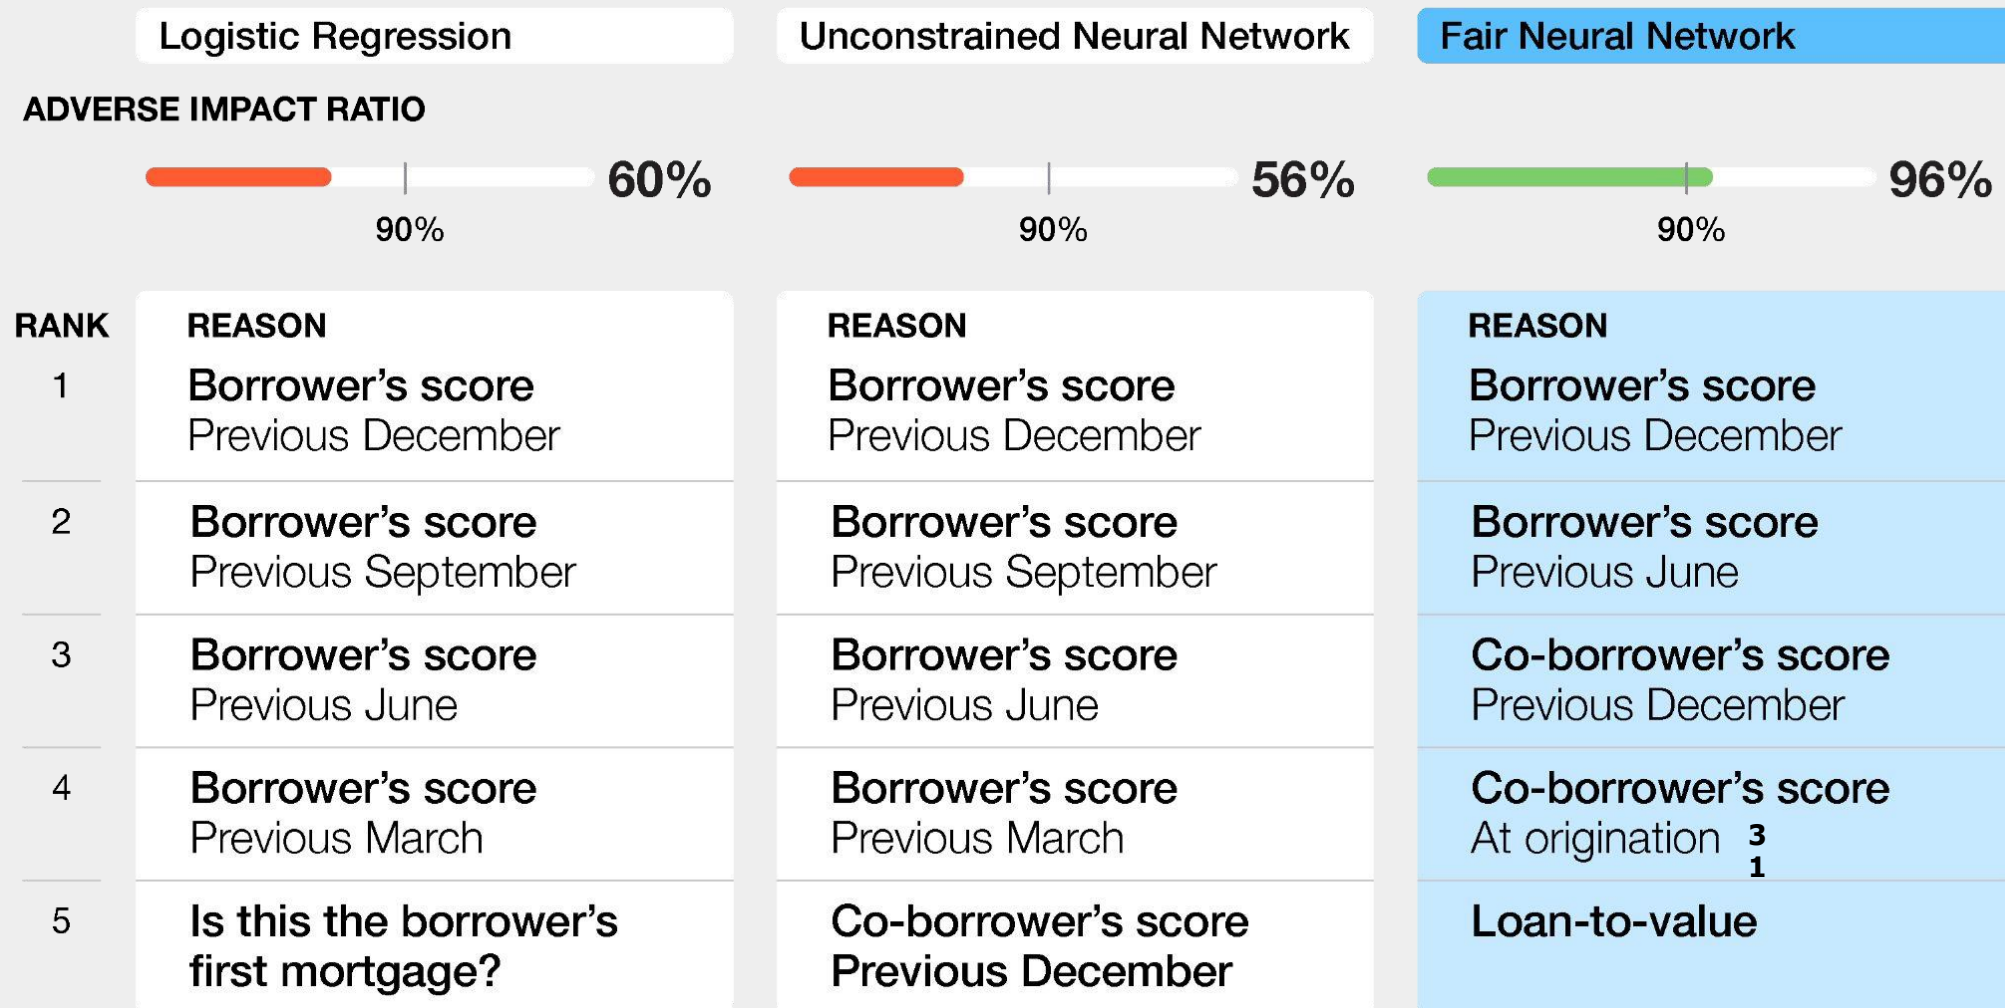 Logistic Regression
Unconstrained Neural Network
Fair Neural Network
ADVERSE IMPACT RATIO
60%
90%
56%
90%
96%
90%
RANK
REASON
REASON
REASON
1
Borrower’s score
Previous December
Borrower’s score
Previous December
Borrower’s score
Previous December
2
Borrower’s score
Previous September
Borrower’s score
Previous September
Borrower’s score
Previous June
3
Borrower’s score
Previous June
Borrower’s score
Previous June
Co-borrower’s score
Previous December
4
Borrower’s score
Previous March
Borrower’s score
Previous March
Co-borrower’s score
At origination 3
1
5
Is this the borrower’s
first mortgage?
Co-borrower’s score
Previous December
Loan-to-value